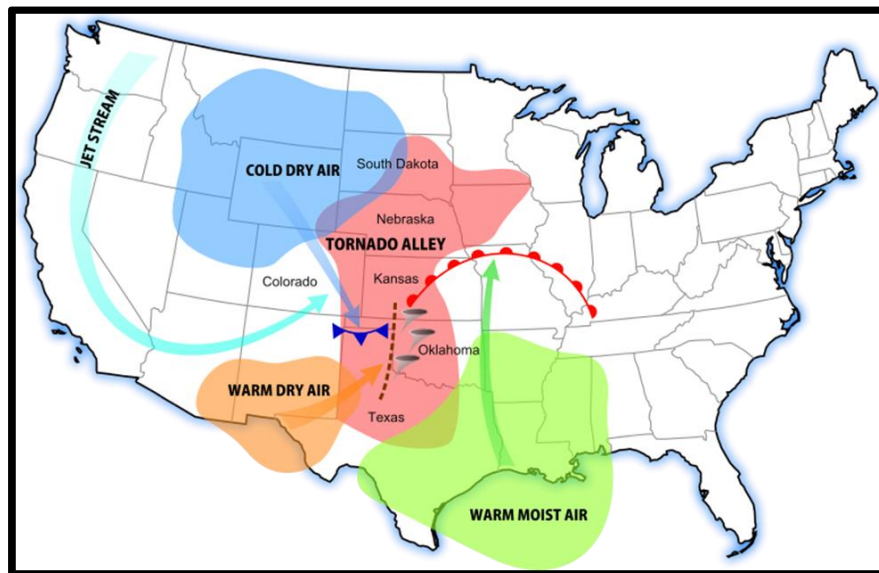 JET STREAM
COLD DRY AIR
South Dakota
Nebraska
TORNADO ALLEY
Colorado
Kansas
Oklahoma
WARM DRY AIR
Texas
WARM MOIST AIR